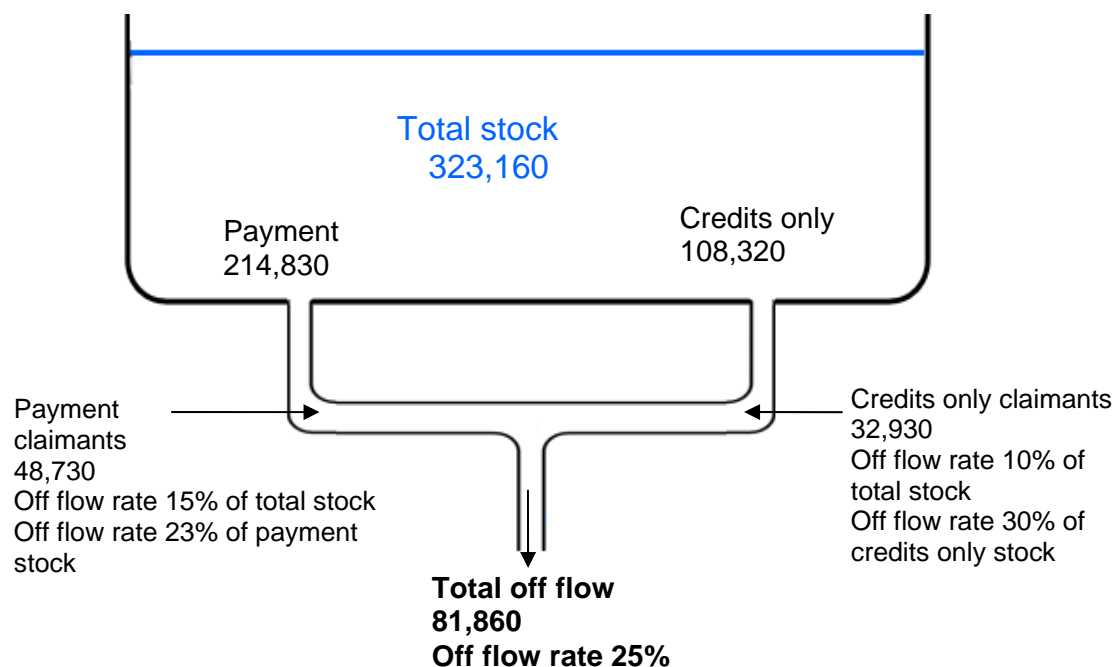 Total stock
323,160
Payment
214,830
Credits only
108,320
Payment
claimants
48,730
Off flow rate 15% of total stock
Off flow rate 23% of payment
stock
Credits only claimants
32,930
Off flow rate 10% of
total stock
Off flow rate 30% of
credits only stock
Total off flow
81,860
Off flow rate 25%